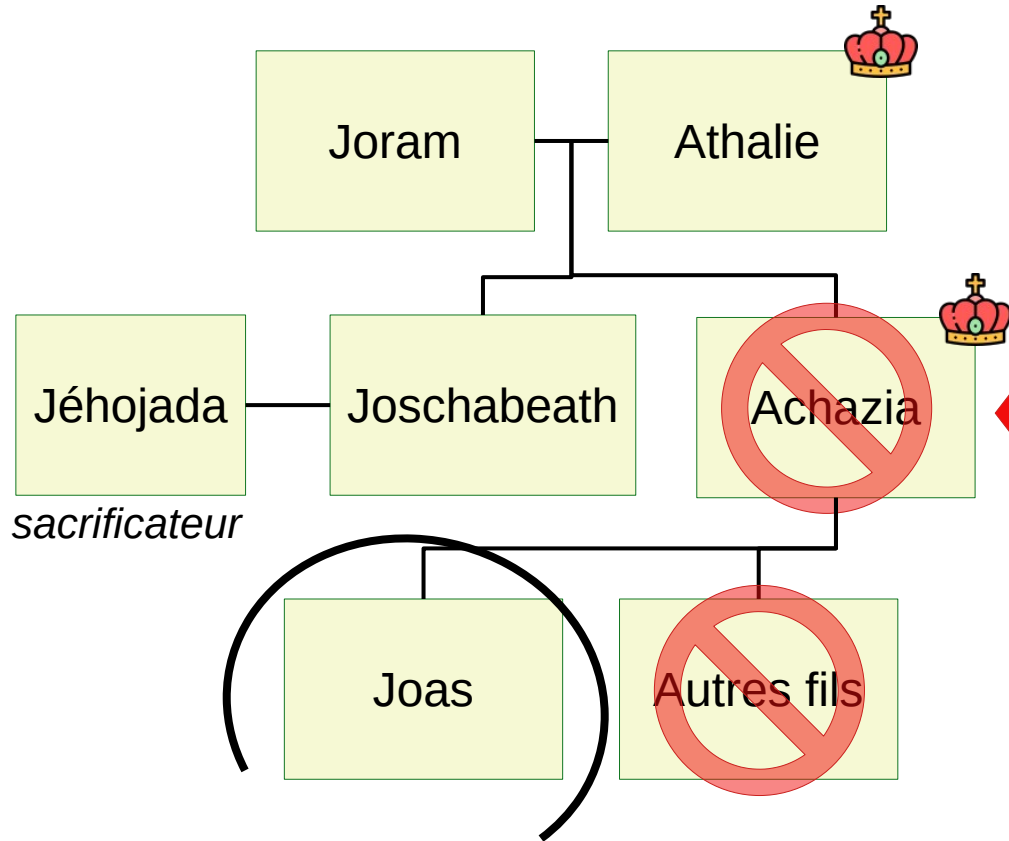 Joram
Athalie
Jéhojada
Joschabeath
Achazia
sacrificateur
Joas
Autres fils